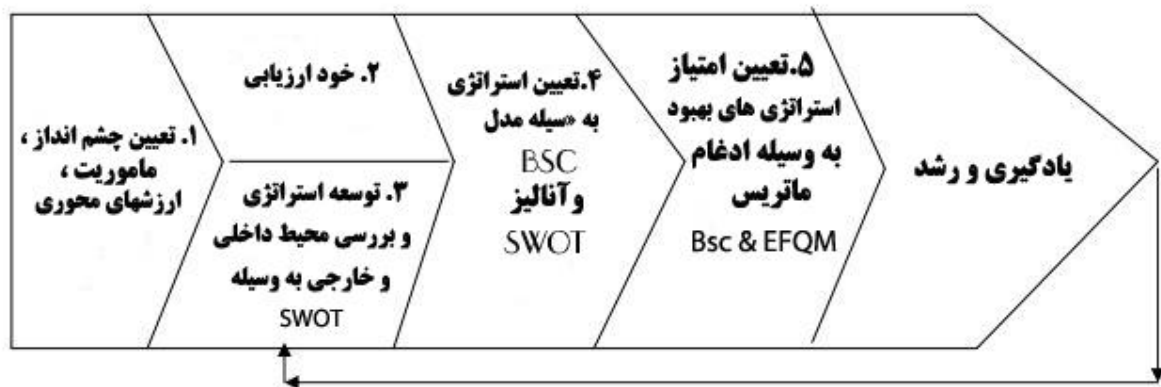 ۱. تعیین چشم انداز ،
ماموریت ،
ارزشهای محوری
۲. خود ارزیابی
۳. توسعه استراتژی
و بررسی محیط داخلی
و خارجی به وسیله
SWOT
۴.تعیین استراتژی
به «سیله مدل
BSC
وآنالیز
SWOT
۵.تعیین امتیاز
استراتژی های بهبود
به وسیله ادغام
ماتریس
Bsc & EFQM
یادگیری و رشد